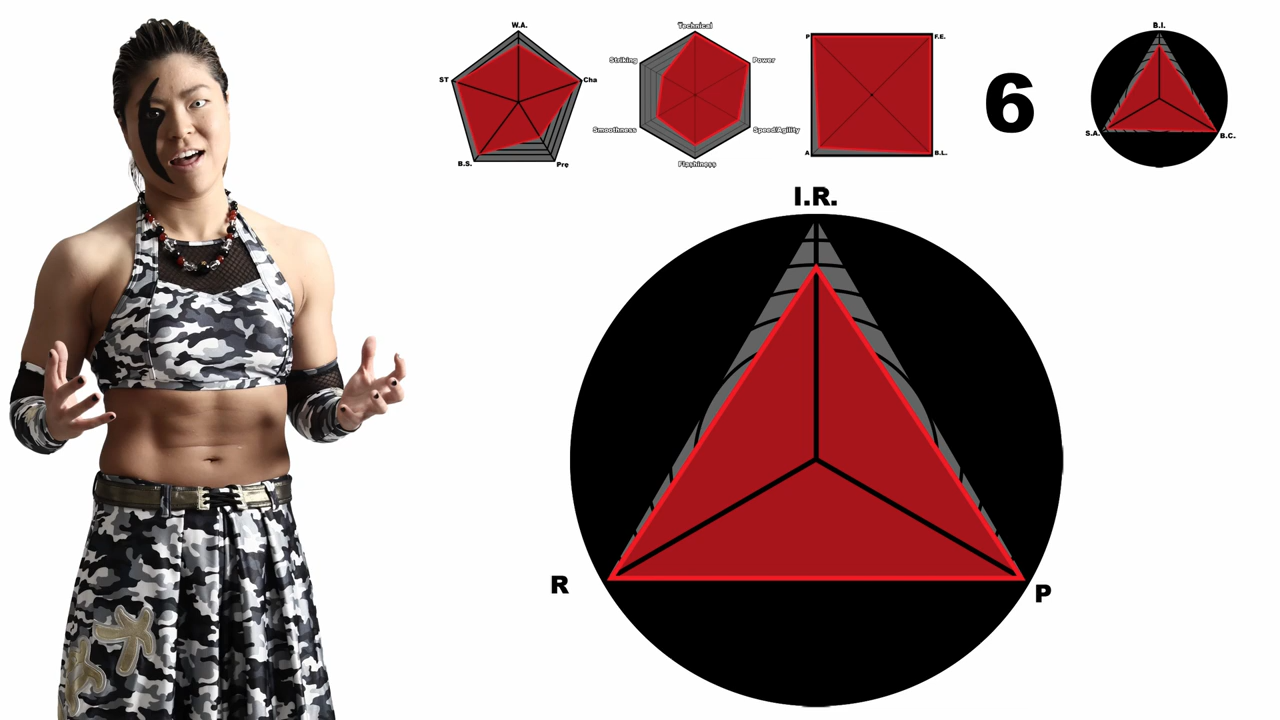 W.A.
ST
Cha
B.S.
Pre
Technical
Striking
Power
Smoothness
Speed/Agility
Flashiness
P
F.E.
A
B.L.
6
B.I.
S.A.
B.C.
I.R.
R
P